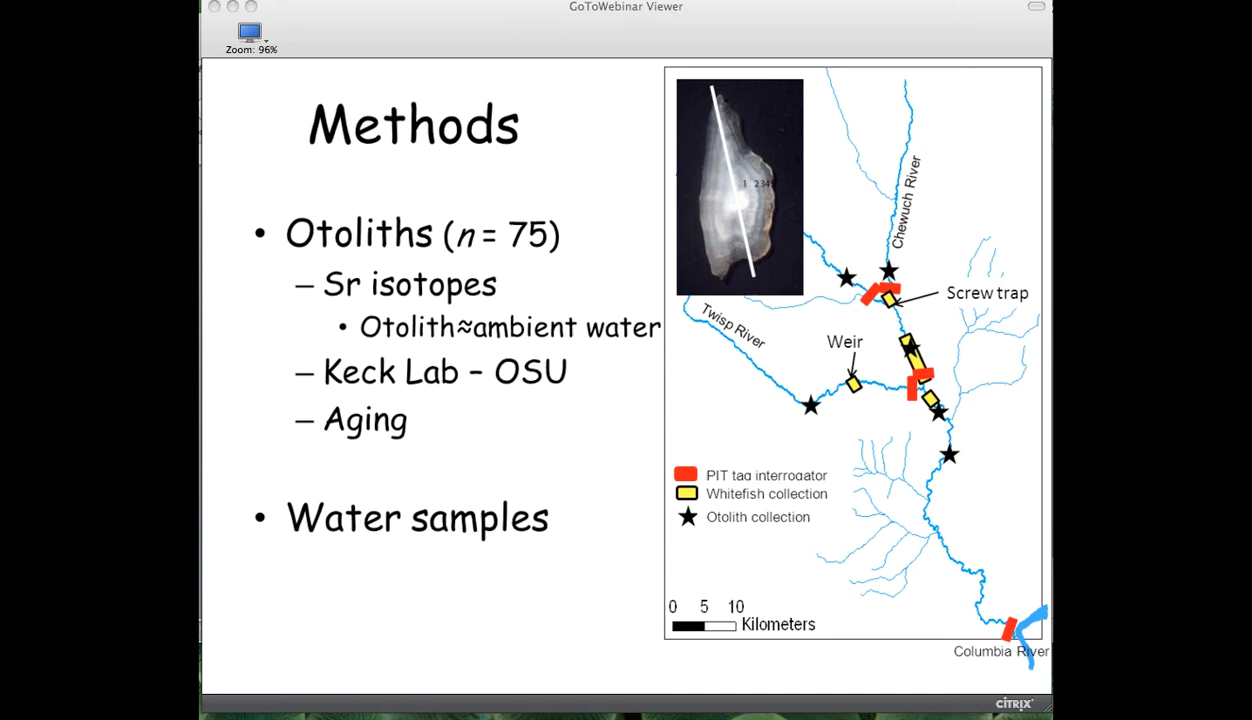 GoToWebinar Viewer
Zoom: 96%
Methods
• Otoliths (n = 75)
– Sr isotopes
• Otolith≈ambient water
– Keck Lab – OSU
– Aging
• Water samples
1 234
Chewuch River
Screw trap
Twisp River
Weir
PIT tag interrogator
Whitefish collection
Otolith collection
0 5 10
Kilometers
Columbia River
CITRIX